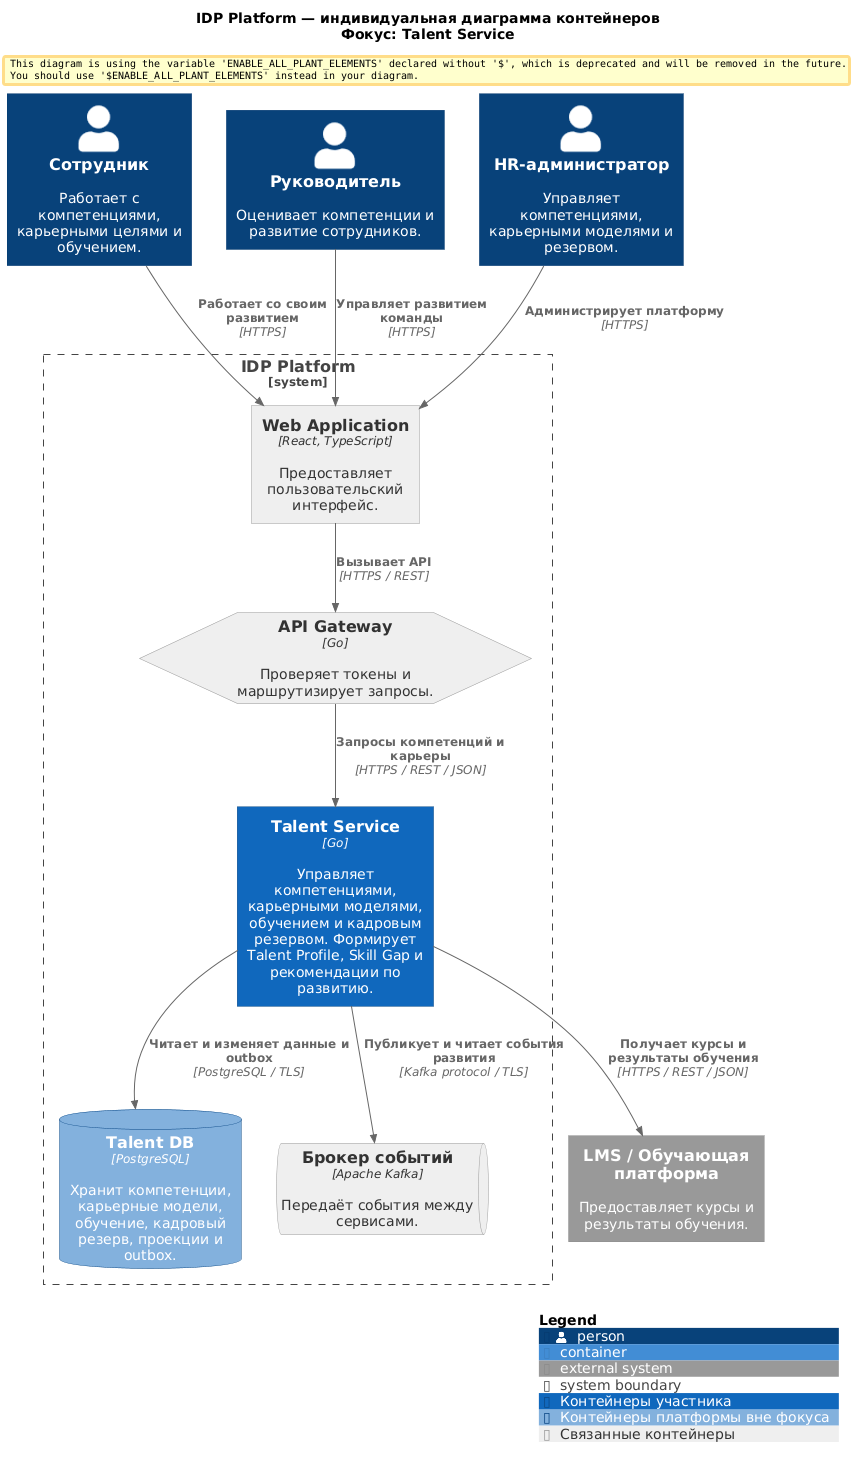 IDP Platform — индивидуальная диаграмма контейнеров
Фокус: Talent Service
This diagram is using the variable 'ENABLE_ALL_PLANT_ELEMENTS' declared without '$', which is deprecated and will be removed in the future.
You should use '$ENABLE_ALL_PLANT_ELEMENTS' instead in your diagram.
Сотрудник
Работает с
компетенциями,
карьерными целями и
обучением.
Руководитель
Оценивает компетенции и
развитие сотрудников.
HR-администратор
Управляет
компетенциями,
карьерными моделями и
резервом.
Работает со своим
развитием
[HTTPS]
Управляет развитием
команды
[HTTPS]
Администрирует платформу
[HTTPS]
IDP Platform
[system]
Web Application
[React, TypeScript]
Предоставляет
пользовательский
интерфейс.
Вызывает API
[HTTPS / REST]
API Gateway
[Go]
Проверяет токены и
маршрутизирует запросы.
Запросы компетенций и
карьеры
[HTTPS / REST / JSON]
Talent Service
[Go]
Управляет
компетенциями,
карьерными моделями,
обучением и кадровым
резервом. Формирует
Talent Profile, Skill Gap и
рекомендации по
развитию.
Читает и изменяет данные и
outbox
[PostgreSQL / TLS]
Публикует и читает события
развития
[Kafka protocol / TLS]
Получает курсы и
результаты обучения
[HTTPS / REST / JSON]
Talent DB
[PostgreSQL]
Хранит компетенции,
карьерные модели,
обучение, кадровый
резерв, проекции и
outbox.
Брокер событий
[Apache Kafka]
Передаёт события между
сервисами.
LMS / Обучающая
платформа
Предоставляет курсы и
результаты обучения.
Legend
person
container
external system
system boundary
Контейнеры участника
Контейнеры платформы вне фокуса
Связанные контейнеры